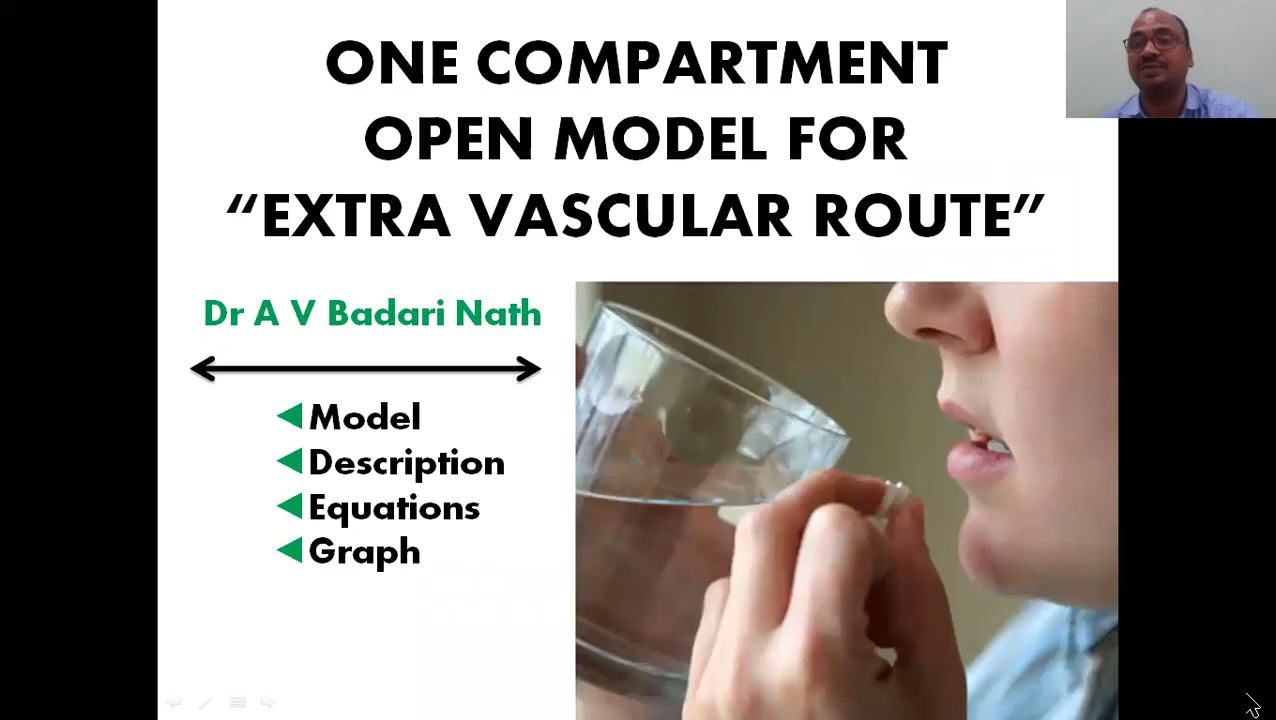 ONE COMPARTMENT
OPEN MODEL FOR
“EXTRA VASCULAR ROUTE”
Dr A V Badari Nath
Model
Description
Equations
Graph